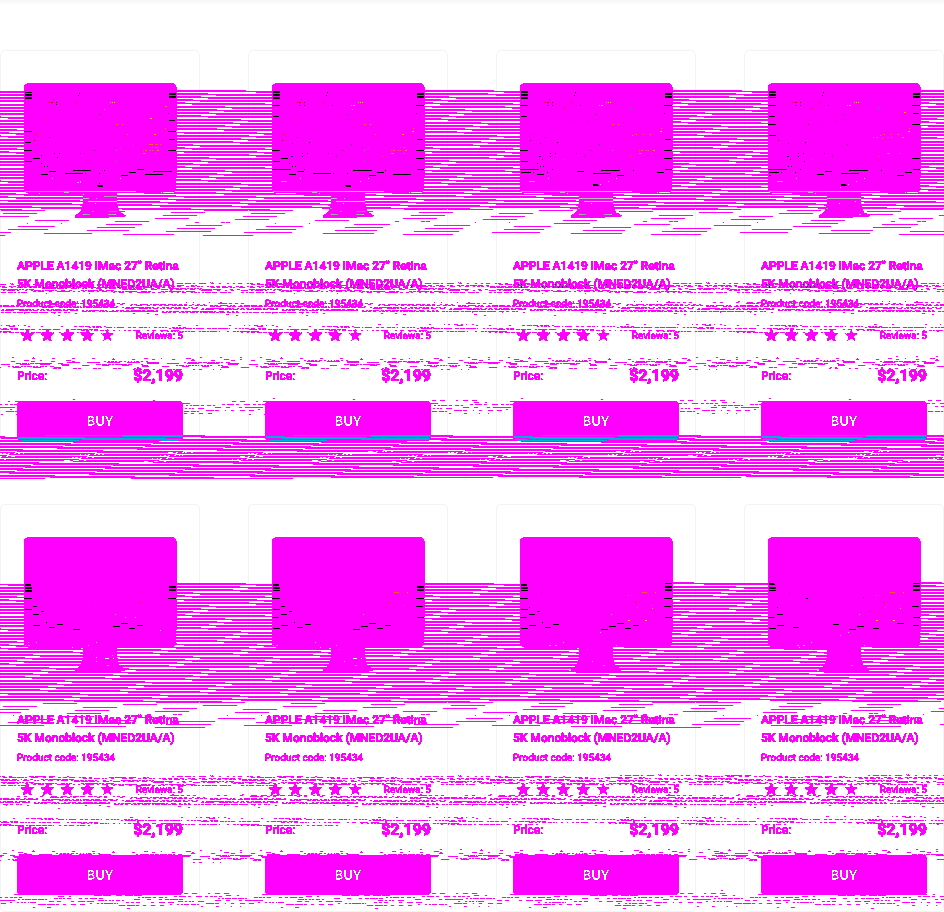 APPLE A1419 iMac 27" Retina
5K Monoblock (MNED2UA/A)
Product code: 195434
Reviews: 5
Price: $2,199
BUY
APPLE A1419 iMac 27" Retina
5K Monoblock (MNED2UA/A)
Product code: 195434
Reviews: 5
Price: $2,199
BUY
APPLE A1419 iMac 27" Retina
5K Monoblock (MNED2UA/A)
Product code: 195434
Reviews: 5
Price: $2,199
BUY
APPLE A1419 iMac 27" Retina
5K Monoblock (MNED2UA/A)
Product code: 195434
Reviews: 5
Price: $2,199
BUY
APPLE A1419 iMac 27" Retina
5K Monoblock (MNED2UA/A)
Product code: 195434
Reviews: 5
Price: $2,199
BUY
APPLE A1419 iMac 27" Retina
5K Monoblock (MNED2UA/A)
Product code: 195434
Reviews: 5
Price: $2,199
BUY
APPLE A1419 iMac 27" Retina
5K Monoblock (MNED2UA/A)
Product code: 195434
Reviews: 5
Price: $2,199
BUY
APPLE A1419 iMac 27" Retina
5K Monoblock (MNED2UA/A)
Product code: 195434
Reviews: 5
Price: $2,199
BUY